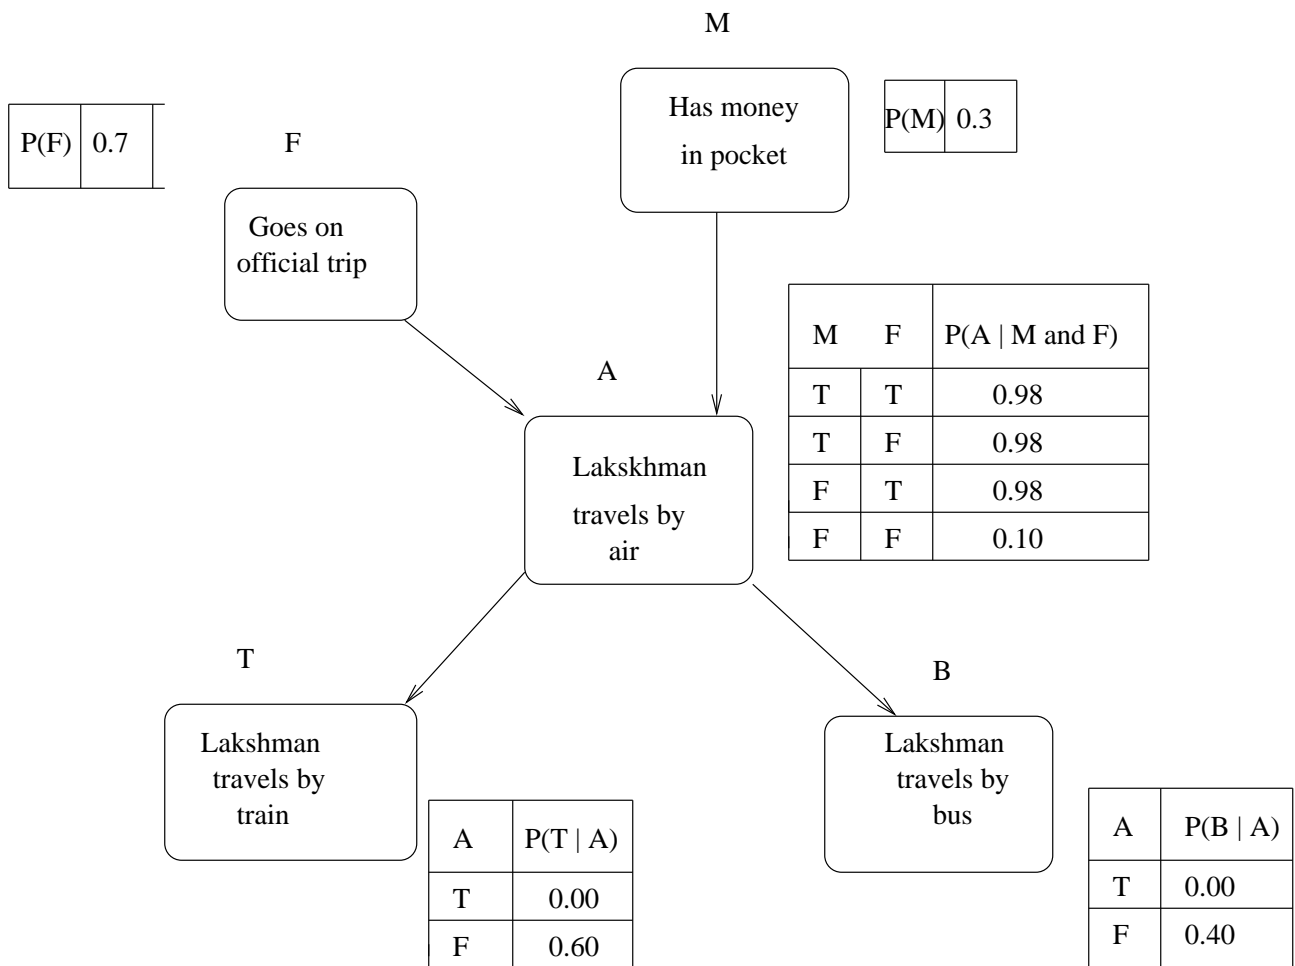 M
P(F) 0.7
F
Has money
in pocket
P(M) 0.3
Goes on
official trip
M F P(A | M and F)
T T 0.98
T F 0.98
F T 0.98
F F 0.10
A
Lakskhman
travels by
air
T
B
Lakshman
travels by
train
Lakshman
travels by
bus
A P(T | A)
T 0.00
F 0.60
A P(B | A)
T 0.00
F 0.40